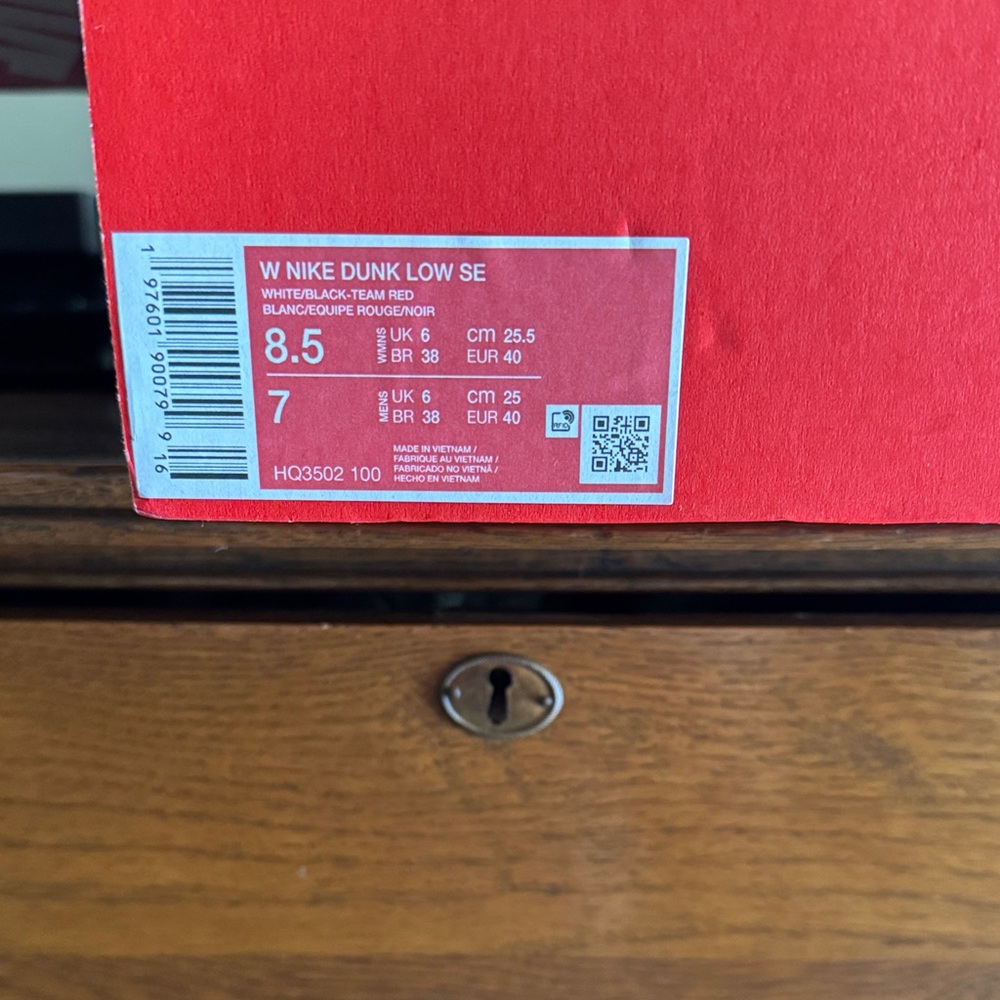 W NIKE DUNK LOW SE
WHITE/BLACK-TEAM RED
BLANC/EQUIPE ROUGE/NOIR
8.5 WMNS UK 6 cm 25.5
BR 38 EUR 40
7 MENS UK 6 cm 25
BR 38 EUR 40
RFID
HQ3502 100
MADE IN VIETNAM /
FABRIQUE AU VIETNAM /
FABRICADO NO VIETNÃ /
HECHO EN VIETNAM
1 97601 90079 9 16